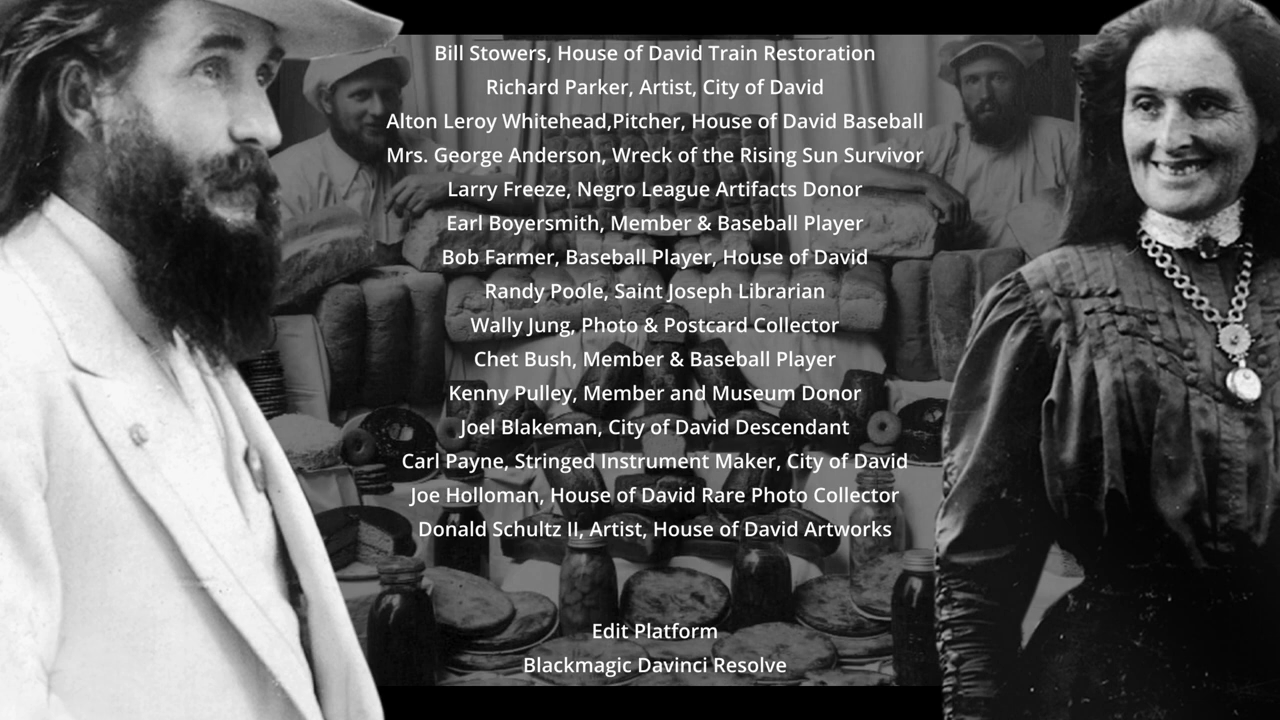 Bill Stowers, House of David Train Restoration
Richard Parker, Artist, City of David
Alton Leroy Whitehead,Pitcher, House of David Baseball
Mrs. George Anderson, Wreck of the Rising Sun Survivor
Larry Freeze, Negro League Artifacts Donor
Earl Boyersmith, Member & Baseball Player
Bob Farmer, Baseball Player, House of David
Randy Poole, Saint Joseph Librarian
Wally Jung, Photo & Postcard Collector
Chet Bush, Member & Baseball Player
Kenny Pulley, Member and Museum Donor
Joel Blakeman, City of David Descendant
Carl Payne, Stringed Instrument Maker, City of David
Joe Holloman, House of David Rare Photo Collector
Donald Schultz II, Artist, House of David Artworks
Edit Platform
Blackmagic Davinci Resolve